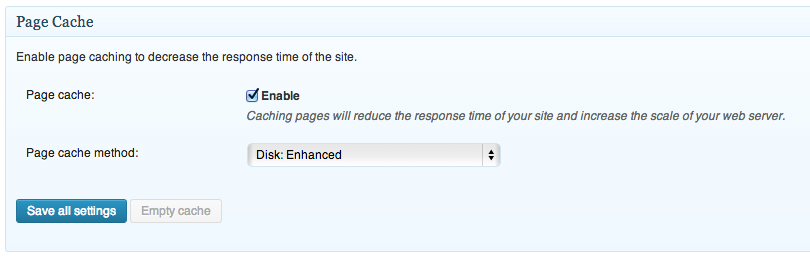 Page Cache
Enable page caching to decrease the response time of the site.
Page cache: Enable
Caching pages will reduce the response time of your site and increase the scale of your web server.
Page cache method: Disk: Enhanced
Save all settings Empty cache